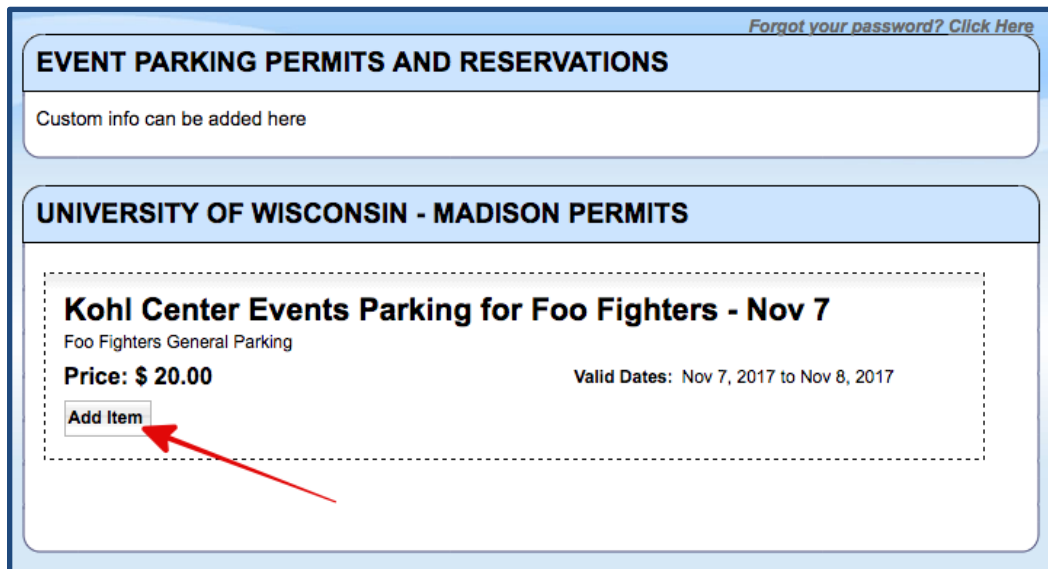 Forgot your password? Click Here
EVENT PARKING PERMITS AND RESERVATIONS
Custom info can be added here
UNIVERSITY OF WISCONSIN - MADISON PERMITS
Kohl Center Events Parking for Foo Fighters - Nov 7
Foo Fighters General Parking
Price: $ 20.00 Valid Dates: Nov 7, 2017 to Nov 8, 2017
Add Item